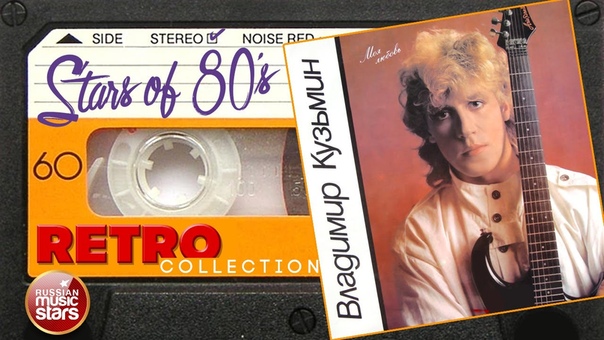 SIDE STEREO NOISE RED
Stars of 80's
60
RETRO
COLLECTION
RUSSIAN
music
stars
Моя
любовь
Владимир Кузьмин